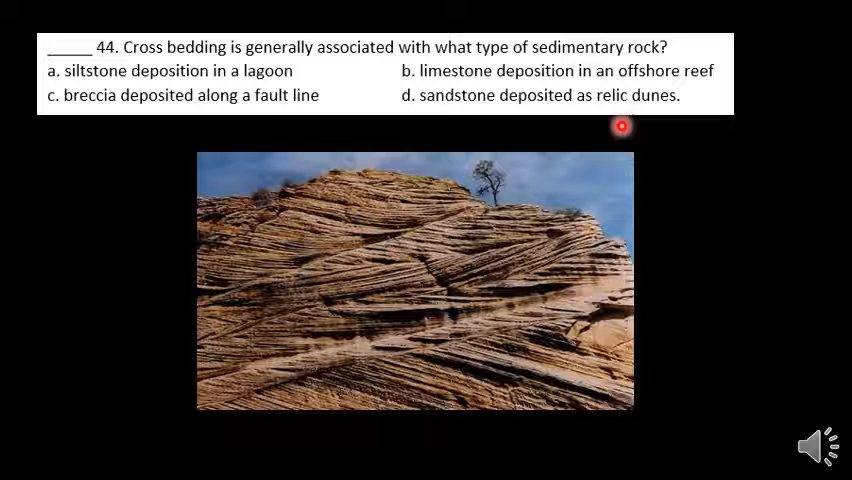 _____ 44. Cross bedding is generally associated with what type of sedimentary rock?
a. siltstone deposition in a lagoon b. limestone deposition in an offshore reef
c. breccia deposited along a fault line d. sandstone deposited as relic dunes.